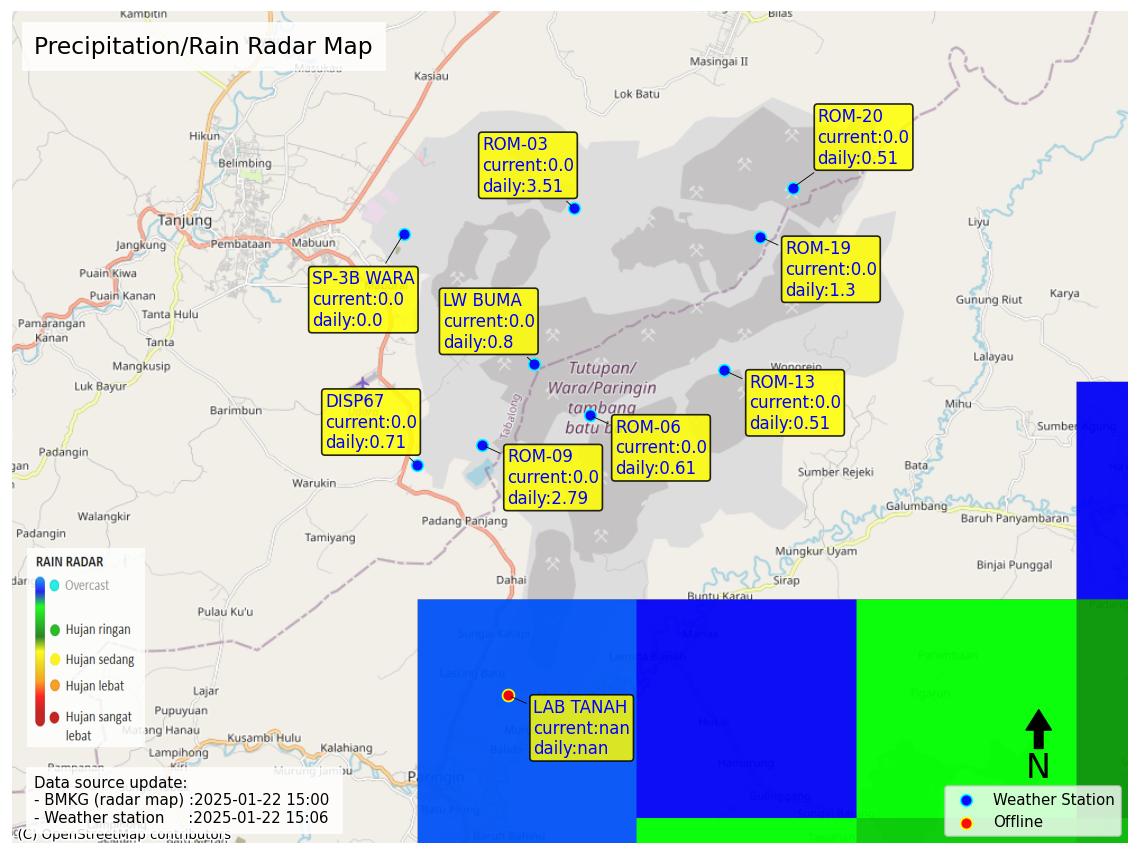 Precipitation/Rain Radar Map
Kambitin
Bilas
Masingai II
Kasiau
Lok Batu
Hikun
Belimbing
ROM-03
current:0.0
daily:3.51
ROM-20
current:0.0
daily:0.51
Tanjung
Jangkung
Pembataan
Mabuun
Liyu
ROM-19
current:0.0
daily:1.3
SP-3B WARA
current:0.0
daily:0.0
LW BUMA
current:0.0
daily:0.8
Puain Kiwa
Puain Kanan
Tanta Hulu
Gunung Riut
Karya
Pamarangan
Kanan
Tanta
Mangkusip
Luk Bayur
Lalayau
Wonorejo
Tutupan/
Wara/Paringin
tambang
batu
ROM-13
current:0.0
daily:0.51
DISP67
current:0.0
daily:0.71
Barimbun
Tabalong
Mihu
ROM-06
current:0.0
daily:0.61
ROM-09
current:0.0
daily:2.79
Padangin
Warukin
Sumber Rejeki
Bata
Galumbang
Baruh Panyambaran
Walangkir
Padangin
Padang Panjang
Tamiyang
Mungkur Uyam
Binjai Punggal
Dahai
Sirap
Buntu Karau
RAIN RADAR
Overcast
Hujan ringan
Hujan sedang
Hujan lebat
Hujan sangat
lebat
Pulau Ku'u
Lajar
Pupuyuan
Matang Hanau
Lampihong
Kusambi Hulu
Kalahiang
Kiri
Pampanan
Murung Jambu
Paringin
LAB TANAH
current:nan
daily:nan
N
Data source update:
- BMKG (radar map) :2025-01-22 15:00
- Weather station :2025-01-22 15:06
(C) OpenStreetMap contributors
Weather Station
Offline